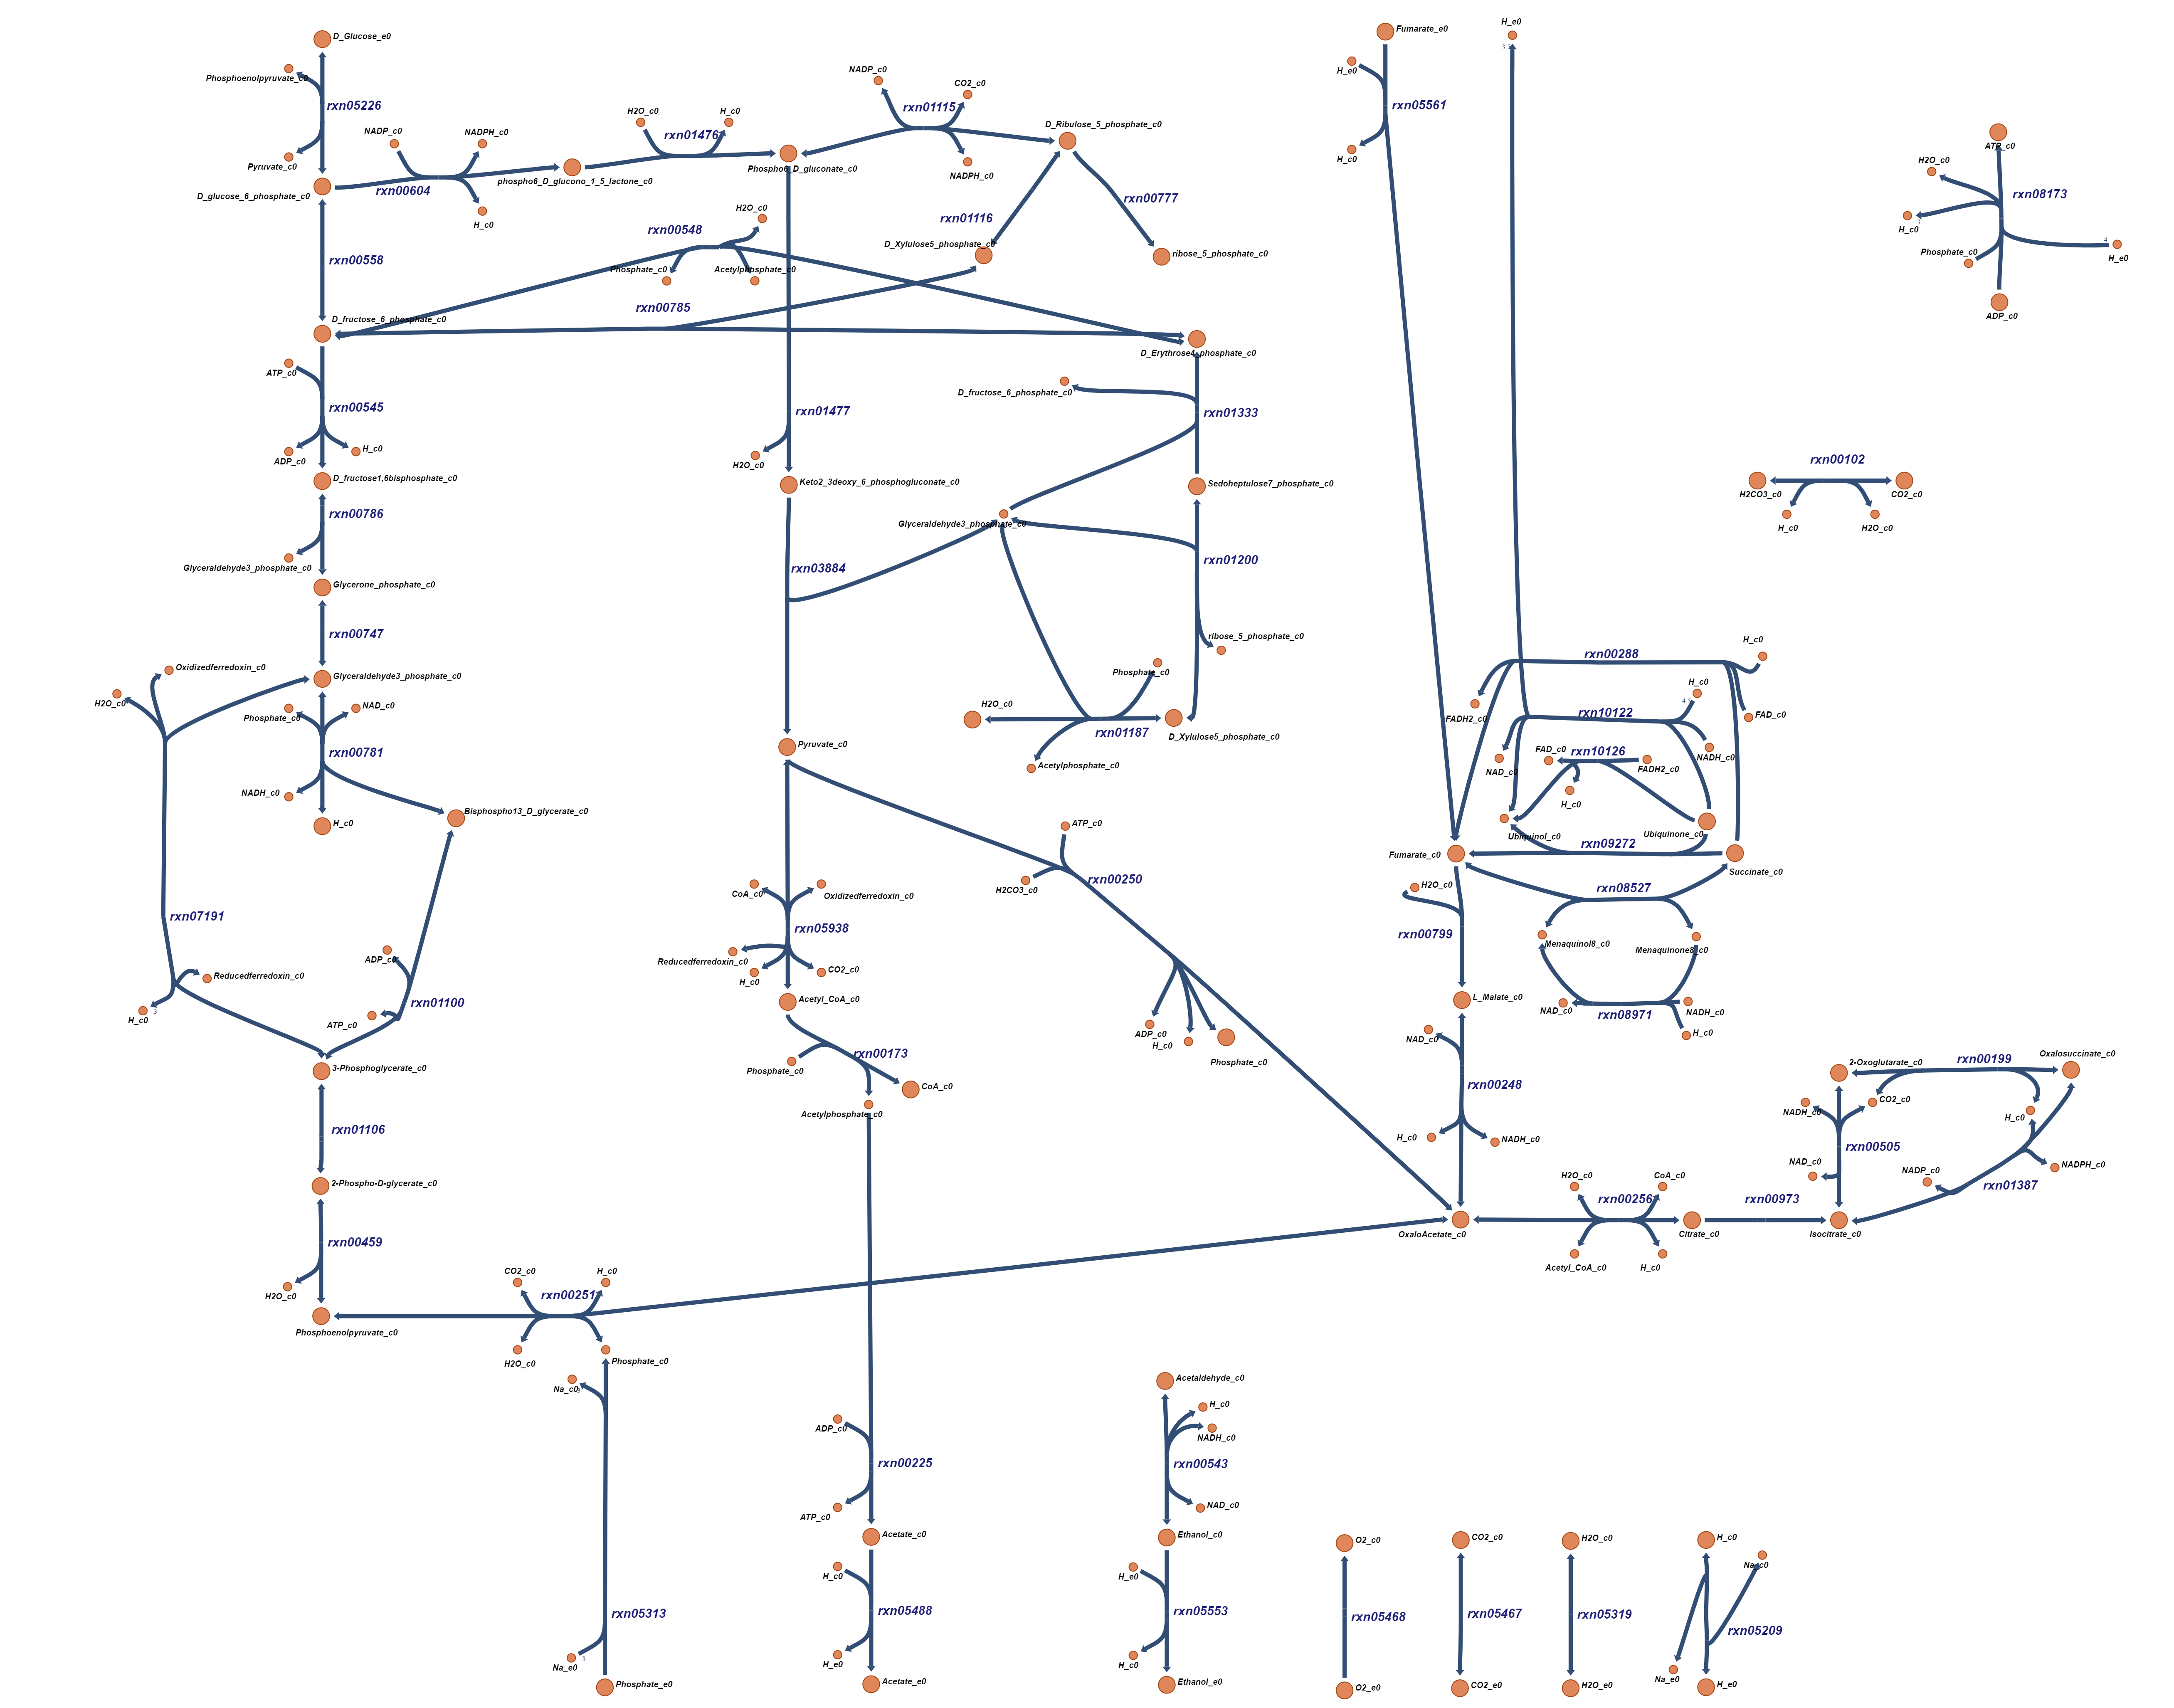 D_Glucose_e0
Phosphoenolpyruvate_c0
rxn05226
Pyruvate_c0
D_glucose_6_phosphate_c0
NADP_c0
NADPH_c0
rxn00604
H_c0
phospho6_D_glucono_1_5_lactone_c0
H2O_c0
H_c0
rxn01476
Phospho6_D_gluconate_c0
NADP_c0
CO2_c0
rxn01115
NADPH_c0
D_Ribulose_5_phosphate_c0
rxn00777
rxn01116
D_Xylulose5_phosphate_c0
ribose_5_phosphate_c0
rxn00558
rxn00548
H2O_c0
Phosphate_c0
Acetylphosphate_c0
rxn00785
D_fructose_6_phosphate_c0
D_Erythrose4_phosphate_c0
ATP_c0
rxn00545
ADP_c0
H_c0
D_fructose1,6bisphosphate_c0
rxn00786
Glyceraldehyde3_phosphate_c0
Glycerone_phosphate_c0
rxn00747
Glyceraldehyde3_phosphate_c0
Oxidizedferredoxin_c0
H2O_c0
Phosphate_c0
NAD_c0
rxn00781
NADH_c0
H_c0
Bisphospho13_D_glycerate_c0
rxn07191
Reducedferredoxin_c0
H_c0
3
ADP_c0
rxn01100
ATP_c0
3-Phosphoglycerate_c0
rxn01106
2-Phospho-D-glycerate_c0
rxn00459
H2O_c0
Phosphoenolpyruvate_c0
CO2_c0
H_c0
rxn00251
H2O_c0
Phosphate_c0
Na_c0
rxn05313
Na_e0
3
Phosphate_e0
rxn01477
H2O_c0
Keto2_3deoxy_6_phosphogluconate_c0
rxn03884
D_fructose_6_phosphate_c0
rxn01333
Sedoheptulose7_phosphate_c0
Glyceraldehyde3_phosphate_c0
rxn01200
ribose_5_phosphate_c0
Phosphate_c0
H2O_c0
rxn01187
D_Xylulose5_phosphate_c0
Acetylphosphate_c0
Pyruvate_c0
ATP_c0
H2CO3_c0
rxn00250
ADP_c0
H_c0
Phosphate_c0
CoA_c0
Oxidizedferredoxin_c0
rxn05938
Reducedferredoxin_c0
H_c0
CO2_c0
Acetyl_CoA_c0
rxn00173
Phosphate_c0
CoA_c0
Acetylphosphate_c0
ADP_c0
rxn00225
ATP_c0
Acetate_c0
H_c0
rxn05488
H_e0
Acetate_e0
Acetaldehyde_c0
H_c0
NADH_c0
rxn00543
NAD_c0
Ethanol_c0
H_e0
rxn05553
H_c0
Ethanol_e0
Fumarate_e0
H_e0
rxn05561
H_c0
H_e0
3.5
ATP_c0
H2O_c0
rxn08173
H_c0
3
Phosphate_c0
4
H_e0
ADP_c0
rxn00102
H2CO3_c0
CO2_c0
H_c0
H2O_c0
H_c0
rxn00288
FADH2_c0
FAD_c0
H_c0
4.5
rxn10122
NAD_c0
NADH_c0
FAD_c0
rxn10126
FADH2_c0
H_c0
Ubiquinol_c0
Ubiquinone_c0
rxn09272
Fumarate_c0
Succinate_c0
rxn08527
Menaquinol8_c0
Menaquinone8_c0
NAD_c0
rxn08971
NADH_c0
H_c0
H2O_c0
rxn00799
L_Malate_c0
NAD_c0
rxn00248
H_c0
NADH_c0
OxaloAcetate_c0
H2O_c0
CoA_c0
rxn00256
Acetyl_CoA_c0
H_c0
Citrate_c0
rxn00973
Isocitrate_c0
2-Oxoglutarate_c0
rxn00199
Oxalosuccinate_c0
NADH_c0
CO2_c0
H_c0
rxn00505
NAD_c0
NADP_c0
NADPH_c0
rxn01387
O2_c0
rxn05468
O2_e0
CO2_c0
rxn05467
CO2_e0
H2O_c0
rxn05319
H2O_e0
H_c0
Na_c0
rxn05209
Na_e0
H_e0